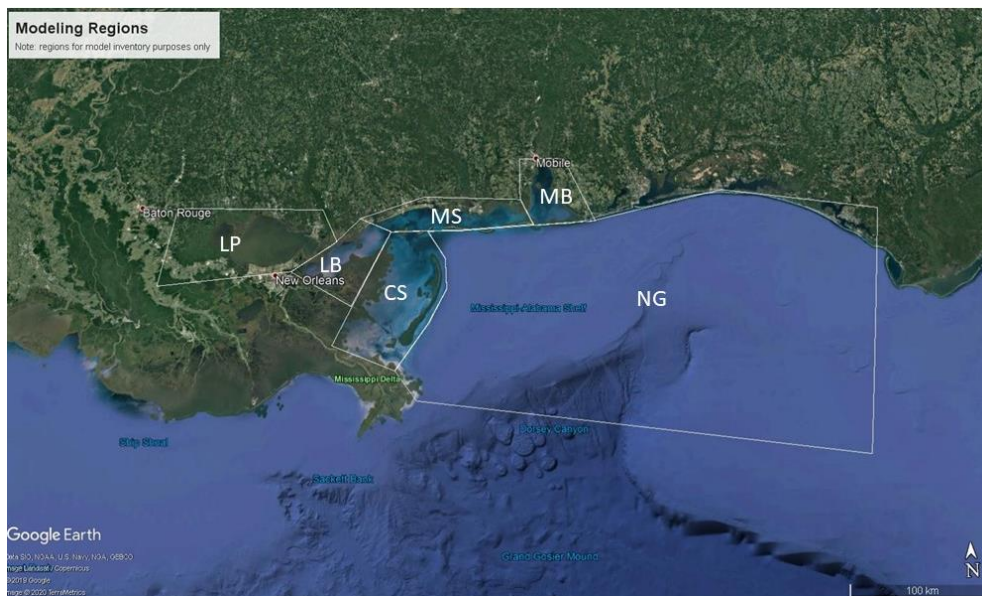 Modeling Regions
Note: regions for model inventory purposes only
Mobile
MB
Baton Rouge
MS
LP
LB
New Orleans
CS
NG
Mississippi-Alabama Shelf
Mississippi Delta
Dorsey Canyon
Ship Shoal
Sackett Bank
Google Earth
Data SIO, NOAA, U.S. Navy, NGA, GEBCO
Grand Gosier Mound
Image Landsat / Copernicus
©2019 Google
Image © 2020 TerraMetrics
N
100 km